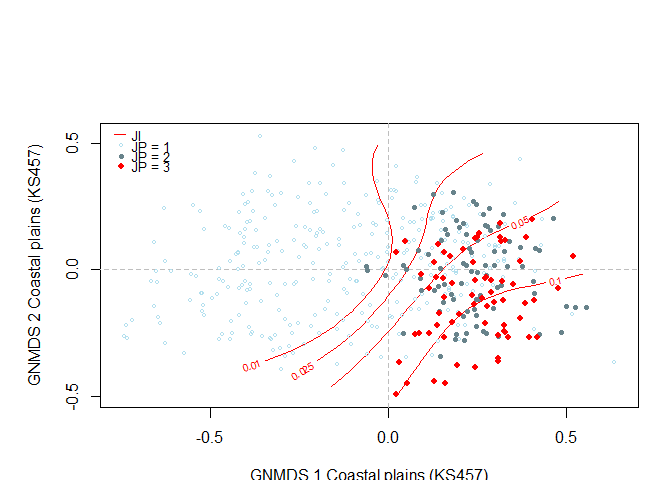 JI
JP = 1
JP = 2
JP = 3
0.5
0.0
-0.5
GNMDS 2 Coastal plains (KS457)
0.05
0.1
0.01
0.025
-0.5
0.0
0.5
GNMDS 1 Coastal plains (KS457)